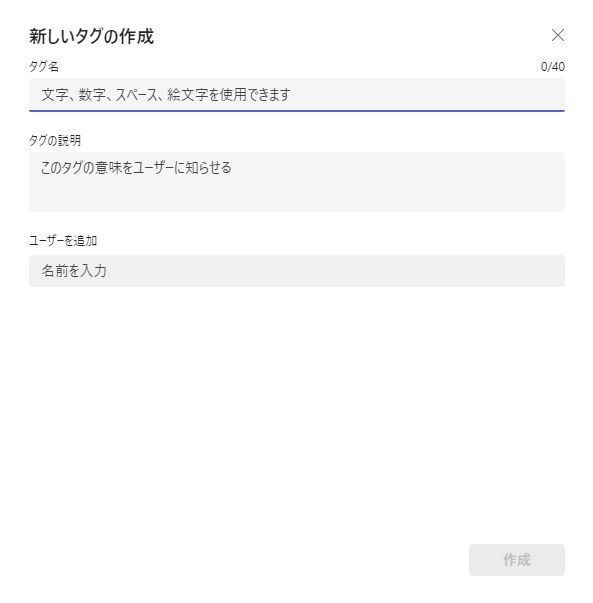 新しいタグの作成
タグ名
0/40
文字、数字、スペース、絵文字を使用できます
タグの説明
このタグの意味をユーザーに知らせる
ユーザーを追加
名前を入力
作成